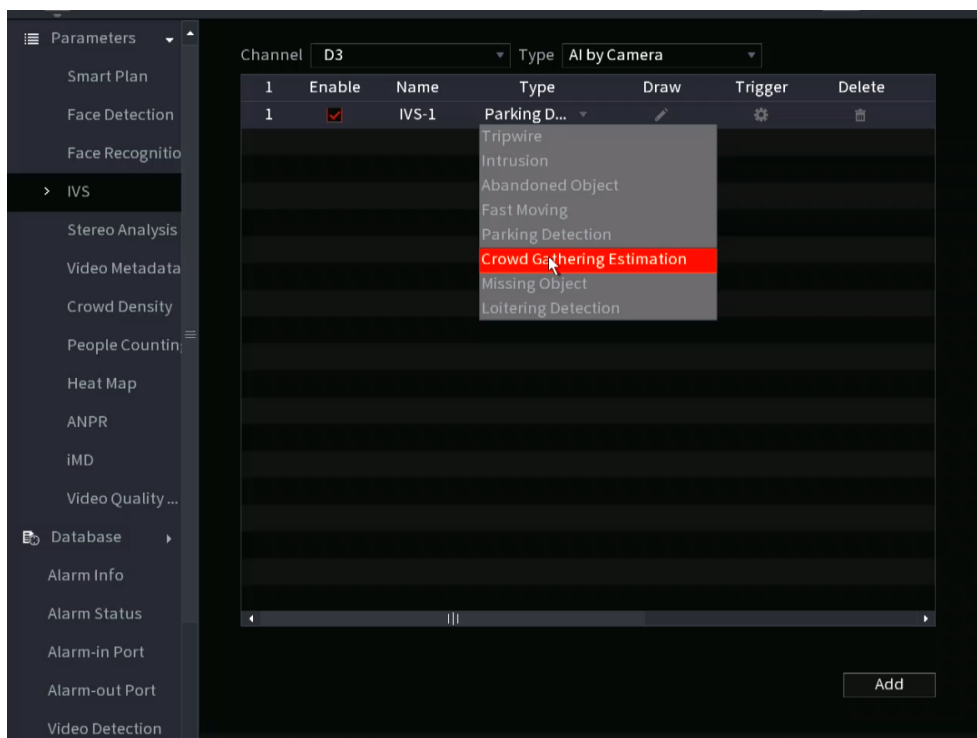 Parameters
Smart Plan
Face Detection
Face Recognitio
IVS
Stereo Analysis
Video Metadata
Crowd Density
People Countin
Heat Map
ANPR
iMD
Video Quality ...
Database
Alarm Info
Alarm Status
Alarm-in Port
Alarm-out Port
Video Detection
Channel D3 Type AI by Camera
1 Enable Name Type Draw Trigger Delete
1 IVS-1 Parking D...
Tripwire
Intrusion
Abandoned Object
Fast Moving
Parking Detection
Crowd Gathering Estimation
Missing Object
Loitering Detection
Add